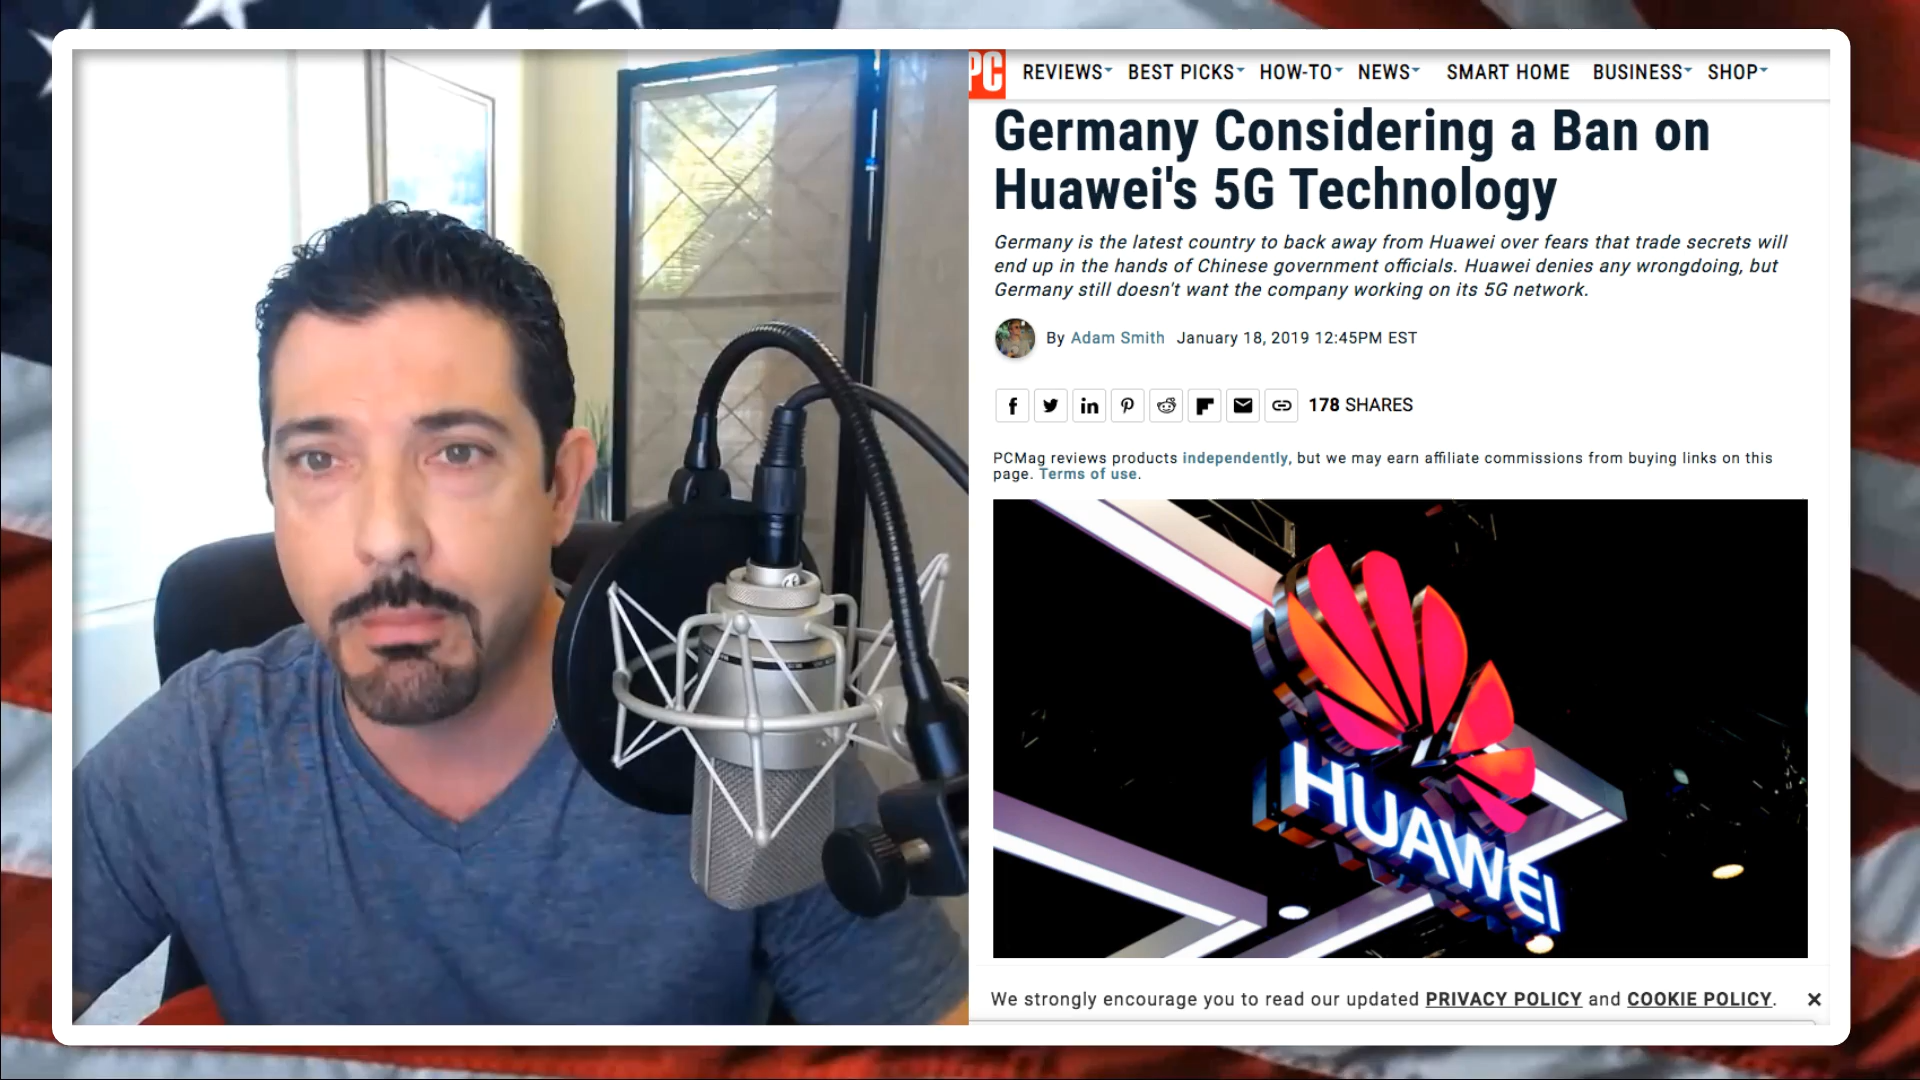 PC REVIEWS BEST PICKS HOW-TO NEWS SMART HOME BUSINESS SHOP
Germany Considering a Ban on
Huawei's 5G Technology
Germany is the latest country to back away from Huawei over fears that trade secrets will
end up in the hands of Chinese government officials. Huawei denies any wrongdoing, but
Germany still doesn't want the company working on its 5G network.
By Adam Smith January 18, 2019 12:45PM EST
178 SHARES
PCMag reviews products independently, but we may earn affiliate commissions from buying links on this
page. Terms of use.
HUAWEI
We strongly encourage you to read our updated PRIVACY POLICY and COOKIE POLICY.